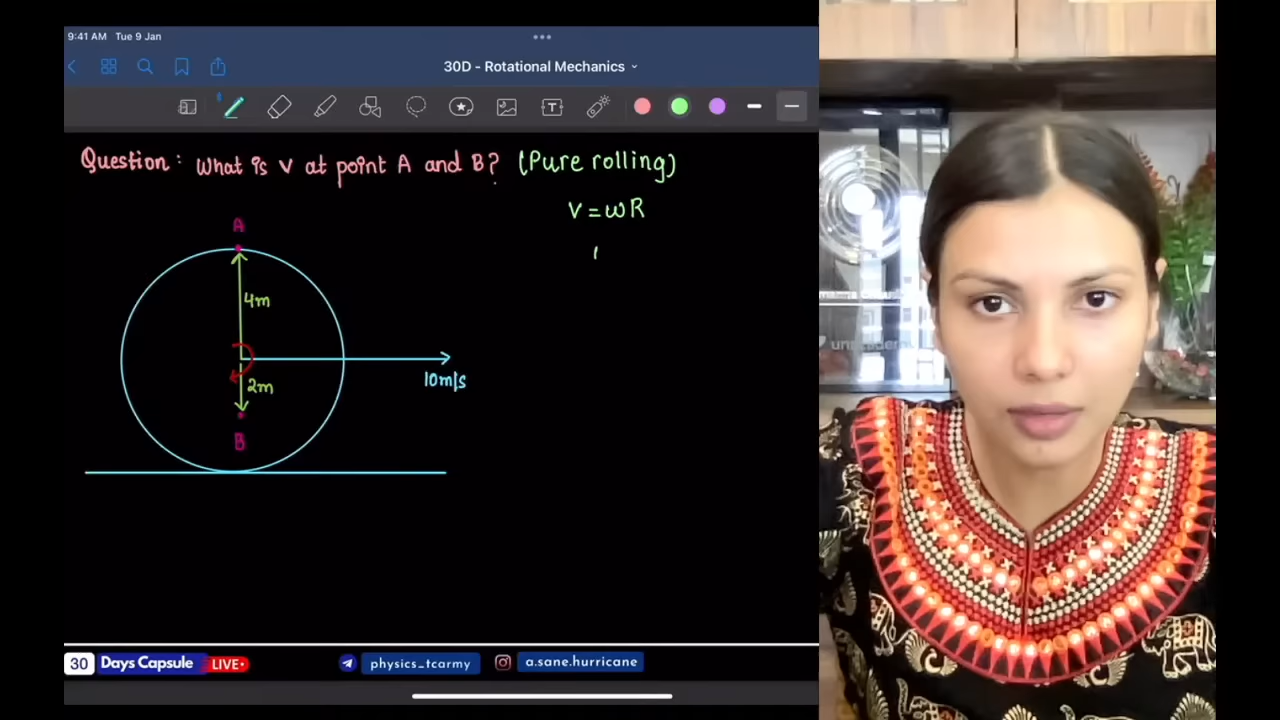 9:41 AM Tue 9 Jan
30D - Rotational Mechanics
Question: What is v at point A and B? (Pure rolling)
V = ωR
A
4m
10m/s
2m
B
30 Days Capsule LIVE
physics_tcarmy
a.sane.hurricane